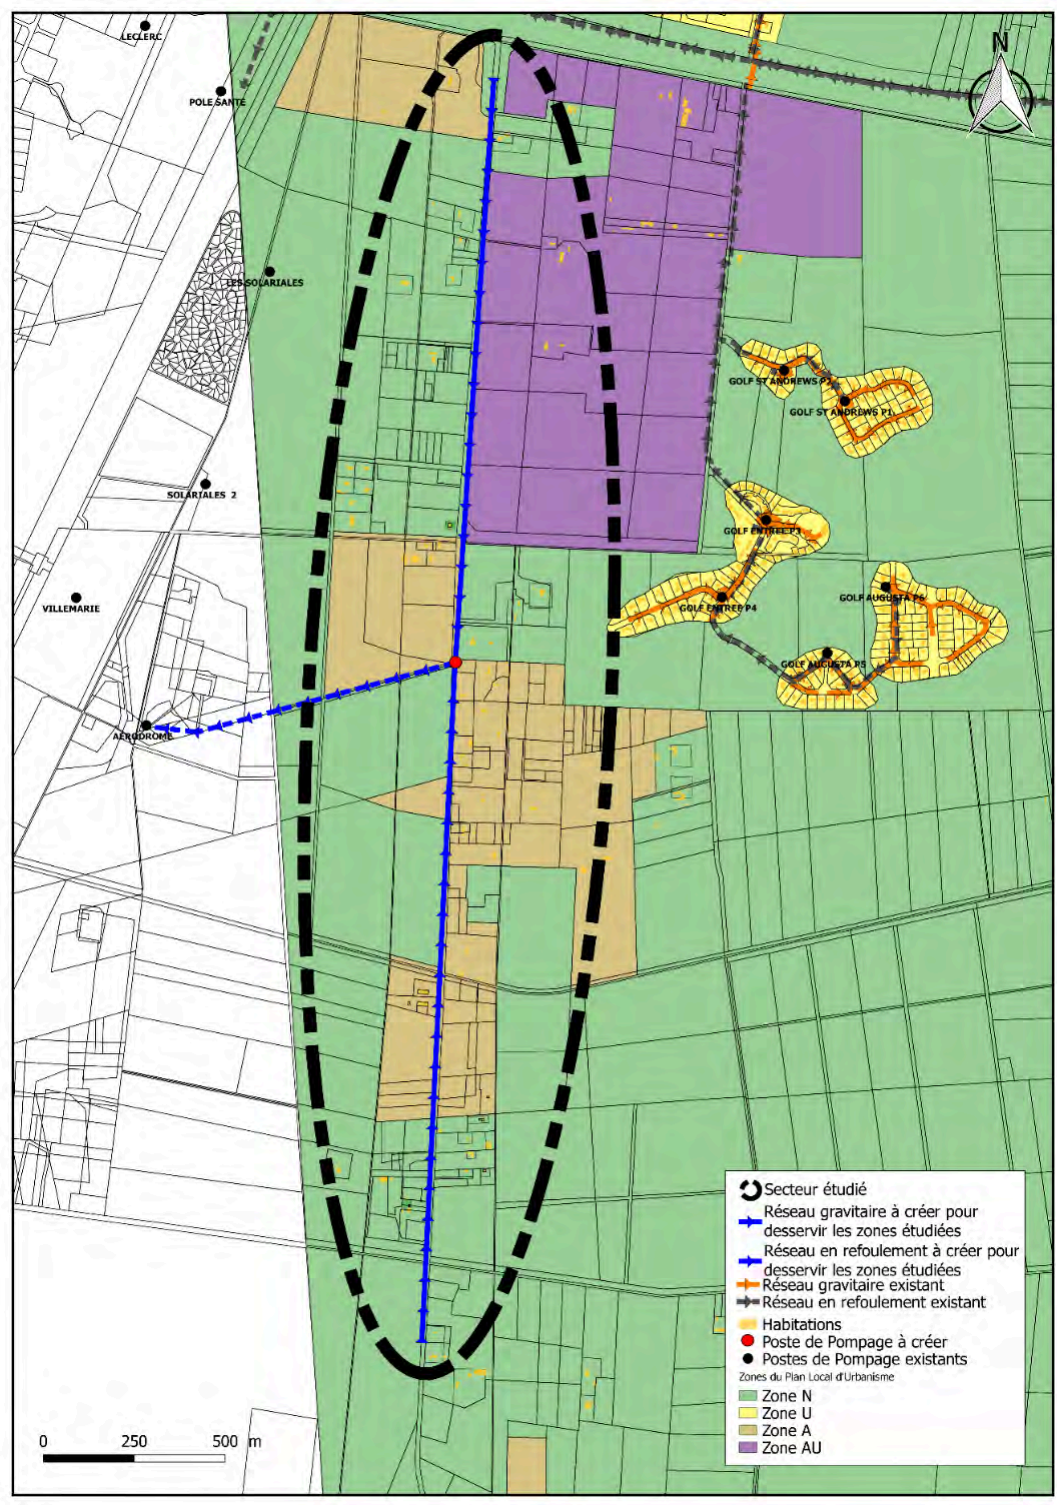 LECLERC
N
POLE SANTE
LES SOLARIALES
GOLF ST ANDREWS P2
GOLF ST ANDREWS P1
SOLARIALES 2
GOLF ENTREE P3
VILLEMARIE
GOLF ENTREE P4
GOLF AUGUSTA P6
GOLF AUGUSTA P5
AERODROME
Secteur étudié
Réseau gravitaire à créer pour
desservir les zones étudiées
Réseau en refoulement à créer pour
desservir les zones étudiées
Réseau gravitaire existant
Réseau en refoulement existant
Habitations
Poste de Pompage à créer
Postes de Pompage existants
Zones du Plan Local d'Urbanisme
Zone N
Zone U
Zone A
Zone AU
0 250 500 m